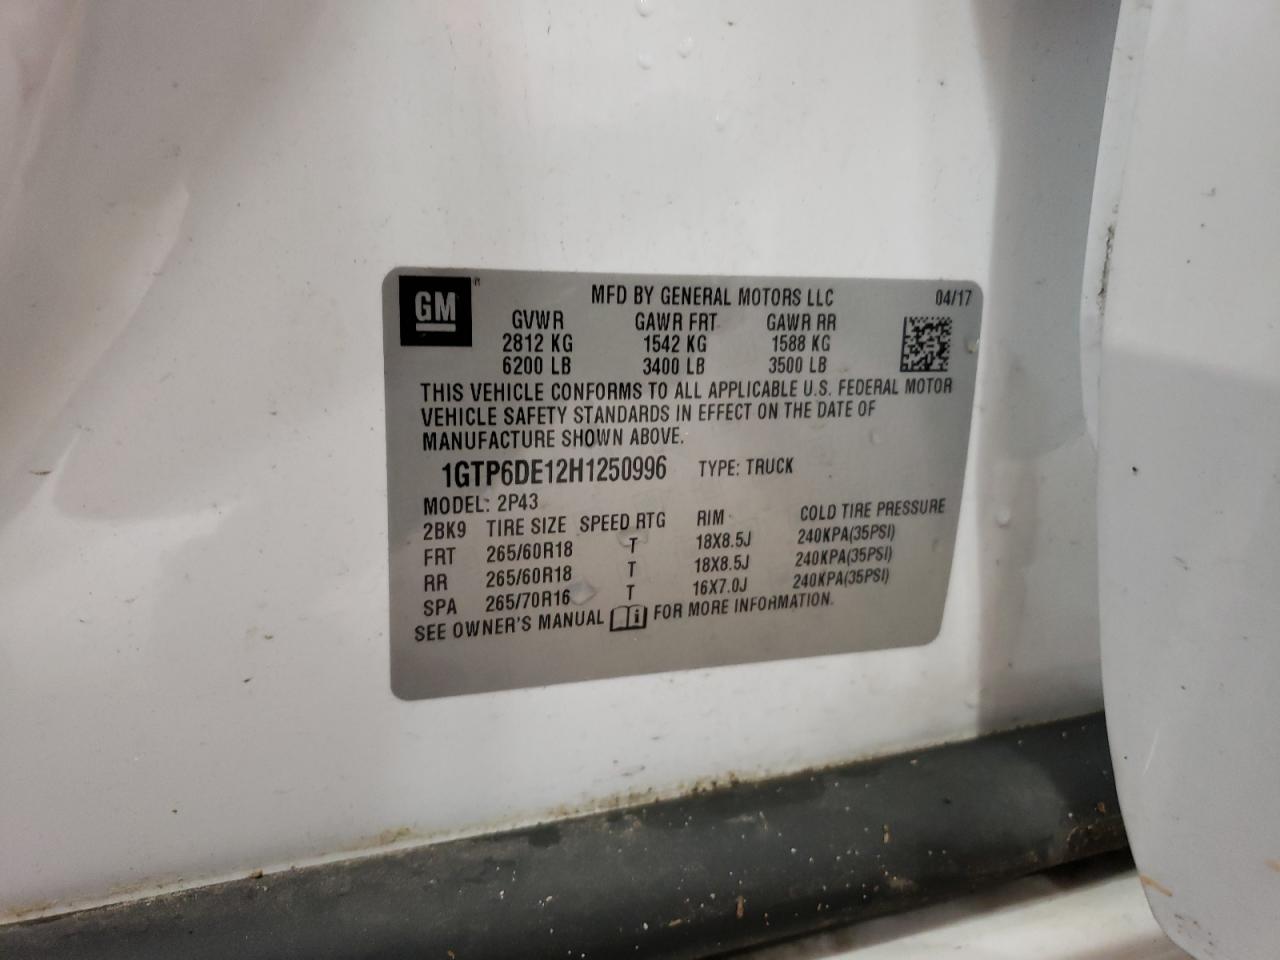 GM ®
MFD BY GENERAL MOTORS LLC 04/17
GVWR GAWR FRT GAWR RR
2812 KG 1542 KG 1588 KG
6200 LB 3400 LB 3500 LB
THIS VEHICLE CONFORMS TO ALL APPLICABLE U.S. FEDERAL MOTOR
VEHICLE SAFETY STANDARDS IN EFFECT ON THE DATE OF
MANUFACTURE SHOWN ABOVE.
1GTP6DE12H1250996 TYPE: TRUCK
MODEL: 2P43
2BK9 TIRE SIZE SPEED RTG RIM COLD TIRE PRESSURE
FRT 265/60R18 T 18X8.5J 240KPA(35PSI)
RR 265/60R18 T 18X8.5J 240KPA(35PSI)
SPA 265/70R16 T 16X7.0J 240KPA(35PSI)
SEE OWNER'S MANUAL i FOR MORE INFORMATION.